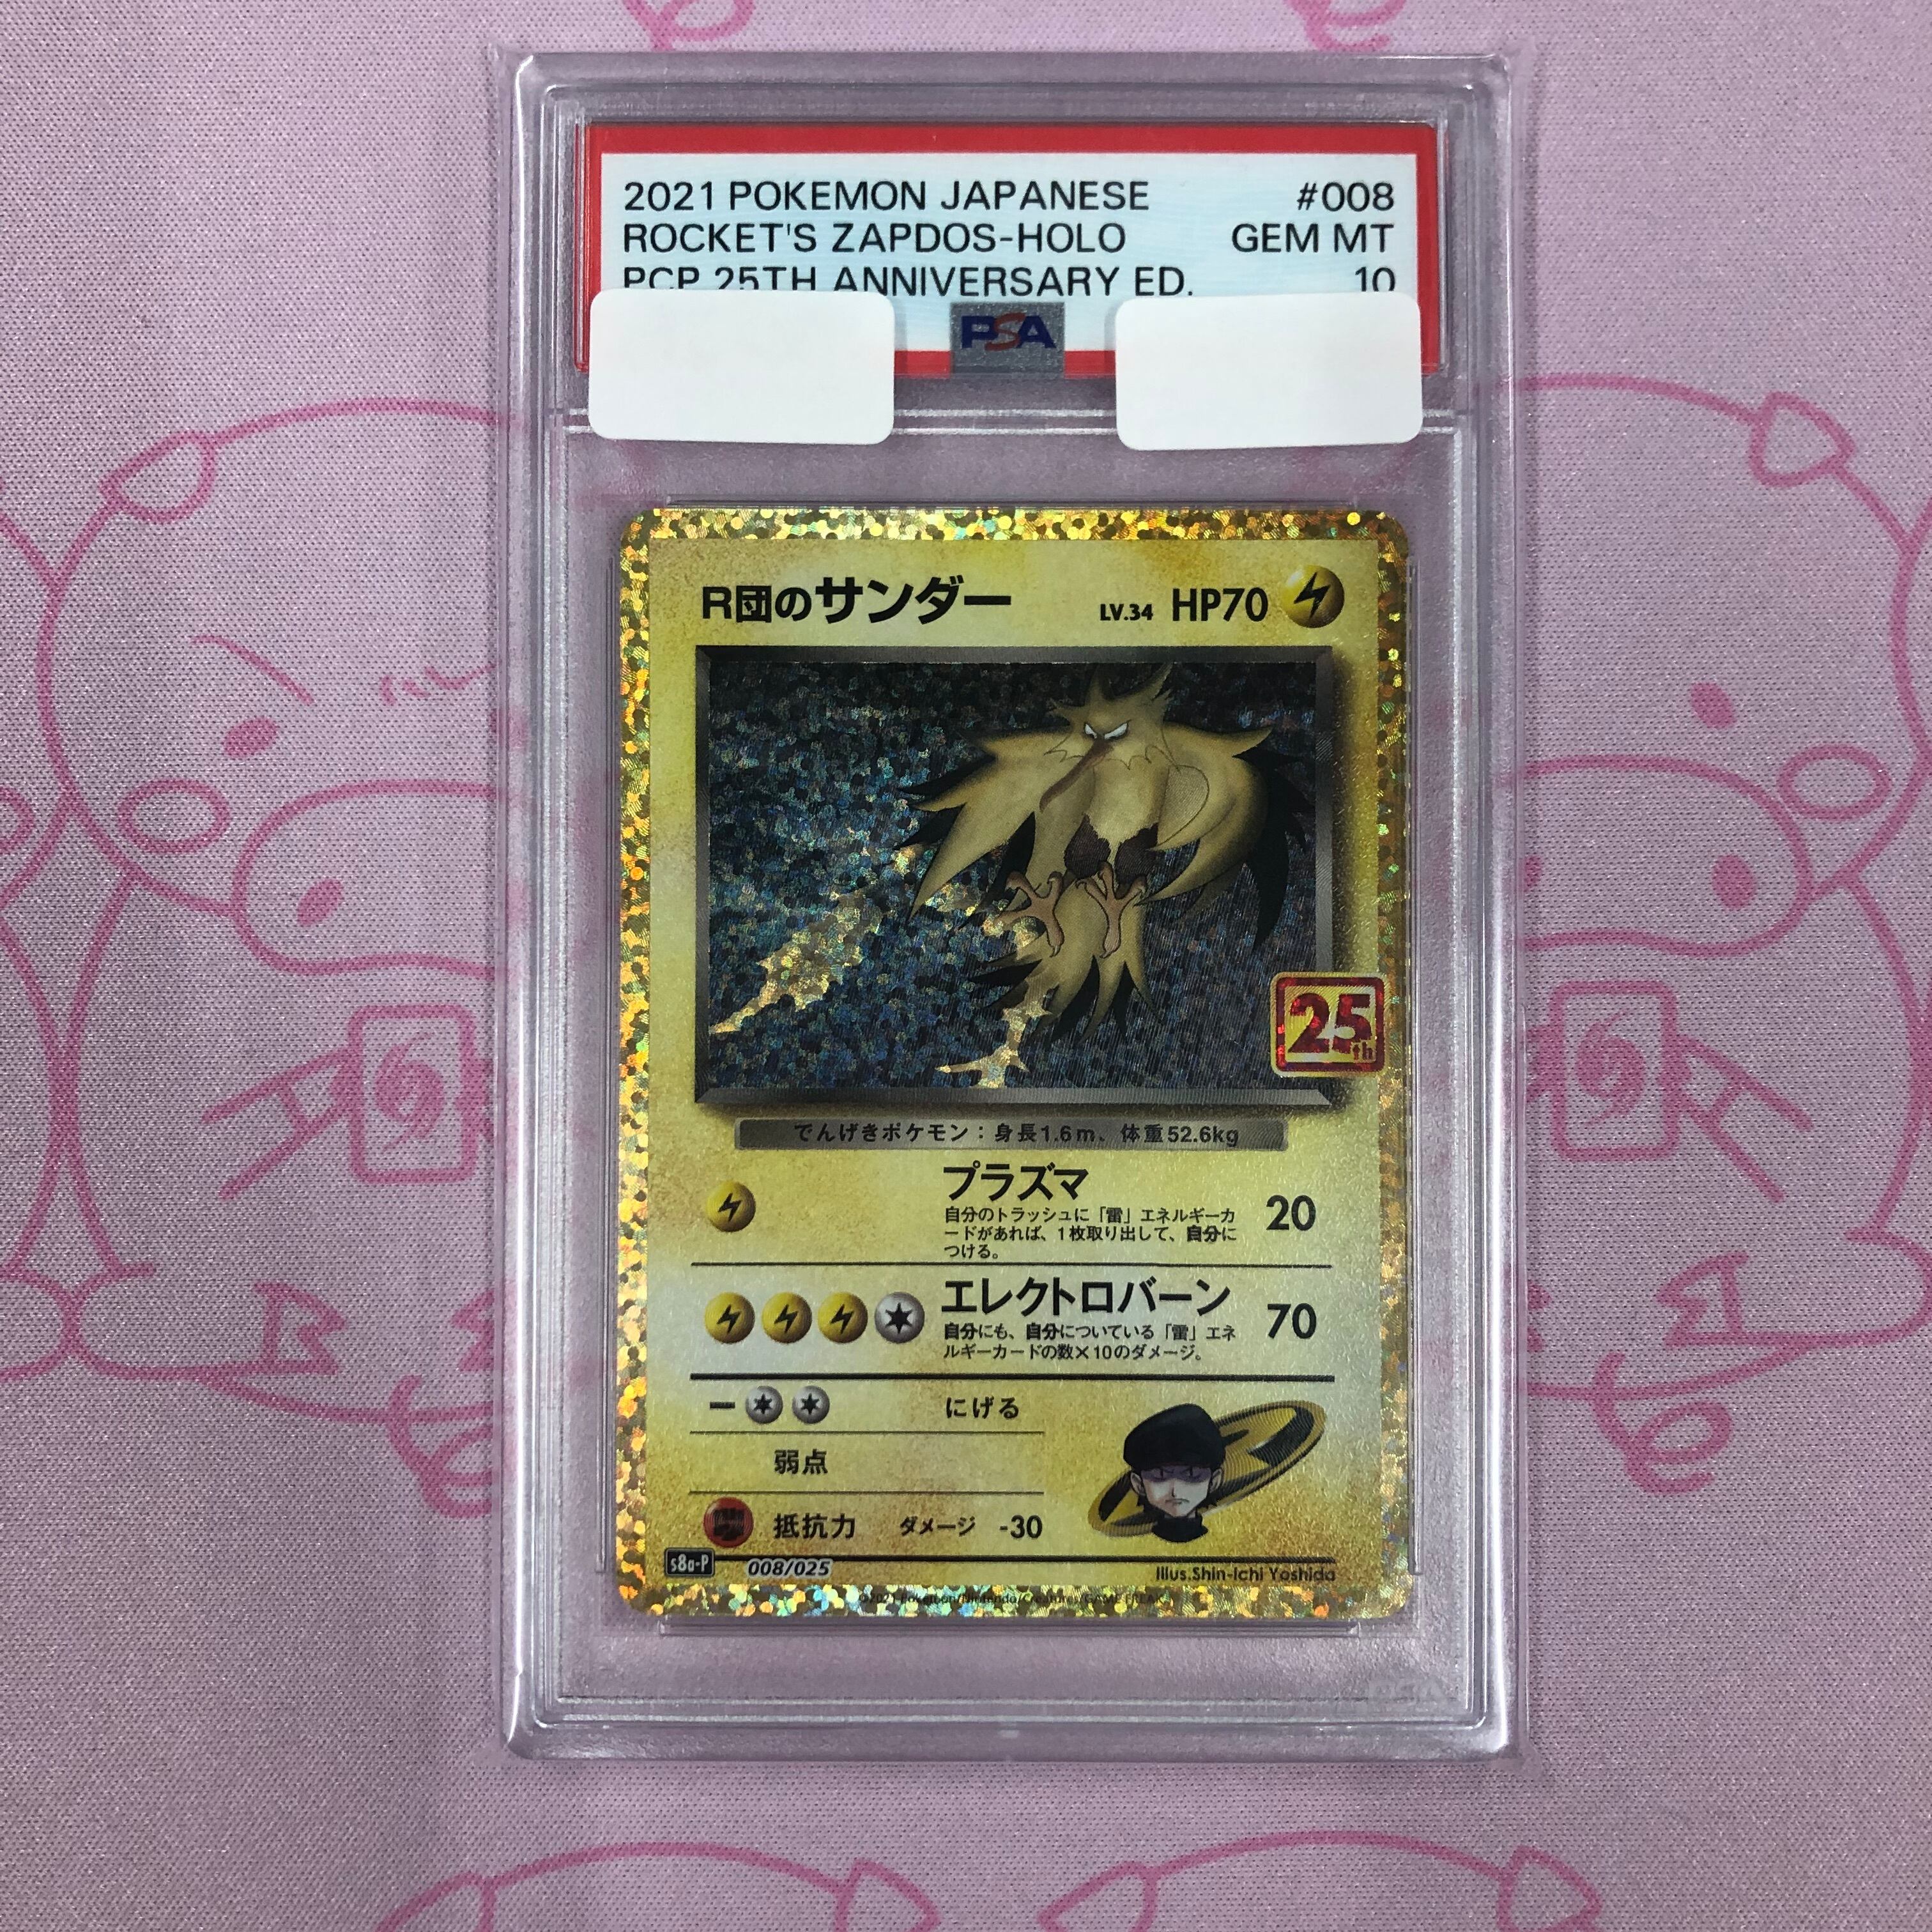 2021 POKEMON JAPANESE #008
ROCKET'S ZAPDOS-HOLO GEM MT
PCP 25TH ANNIVERSARY ED. 10
PSA
R団のサンダー LV.34 HP70
25th
でんげきポケモン：身長1.6m、体重52.6kg
プラズマ 20
自分のトラッシュに「雷」エネルギーカ
ードがあれば、1枚取り出して、自分に
つける。
エレクトロバーン 70
自分にも、自分についている「雷」エネ
ルギーカードの数×10のダメージ。
にげる
弱点
抵抗力 ダメージ -30
s8a-P 008/025 Illus.Shin-Ichi Yoshida
©2021 Pokémon/Nintendo/Creatures/GAME FREAK
PSA